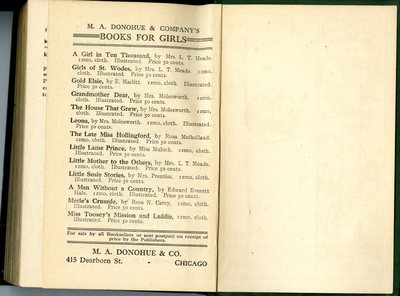 M. A. DONOHUE & COMPANY'S
BOOKS FOR GIRLS
A Girl in Ten Thousand, by Mrs. L. T. Meade.
12mo, cloth. Illustrated. Price 50 cents.
Girls of St. Wodes, by Mrs. L. T. Meade. 12mo,
cloth. Illustrated. Price 50 cents.
Gold Elsie, by E. Marlitt. 12mo, cloth. Illustrated.
Price 50 cents.
Grandmother Dear, by Mrs. Molesworth. 12mo,
cloth. Illustrated. Price 50 cents.
The House That Grew, by Mrs. Molesworth. 12mo,
cloth. Illustrated. Price 50 cents.
Leona, by Mrs. Molesworth. 12mo, cloth. Illustrated.
Price 50 cents.
The Late Miss Hollingford, by Rosa Mulholland.
12mo, cloth. Illustrated. Price 50 cents.
Little Lame Prince, by Miss Mulock. 12mo, cloth.
Illustrated. Price 50 cents.
Little Mother to the Others, by Mrs. L. T. Meade.
12mo, cloth. Illustrated. Price 50 cents.
Little Susie Stories, by Mrs. Prentiss. 12mo, cloth.
Illustrated. Price 50 cents.
A Man Without a Country, by Edward Everett
Hale. 12mo, cloth. Illustrated. Price 50 cents.
Merle's Crusade, by Rosa N. Carey. 12mo, cloth.
Illustrated. Price 50 cents.
Miss Toosey's Mission and Laddie, 12mo, cloth.
Illustrated. Price 50 cents.
For sale by all Booksellers or sent postpaid on receipt of
price by the Publishers.
M. A. DONOHUE & CO.
415 Dearborn St. - CHICAGO